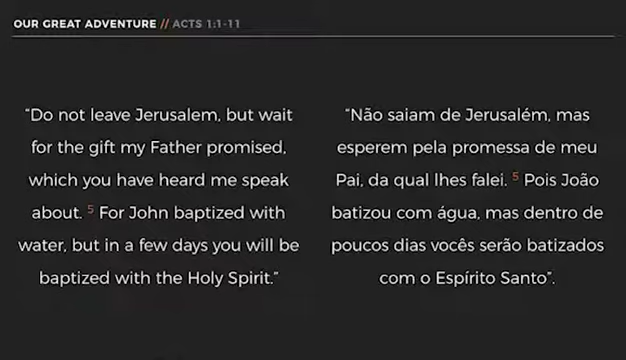 OUR GREAT ADVENTURE // ACTS 1:1-11
“Do not leave Jerusalem, but wait
for the gift my Father promised,
which you have heard me speak
about. 5 For John baptized with
water, but in a few days you will be
baptized with the Holy Spirit.”
“Não saiam de Jerusalém, mas
esperem pela promessa de meu
Pai, da qual lhes falei. 5 Pois João
batizou com água, mas dentro de
poucos dias vocês serão batizados
com o Espírito Santo”.